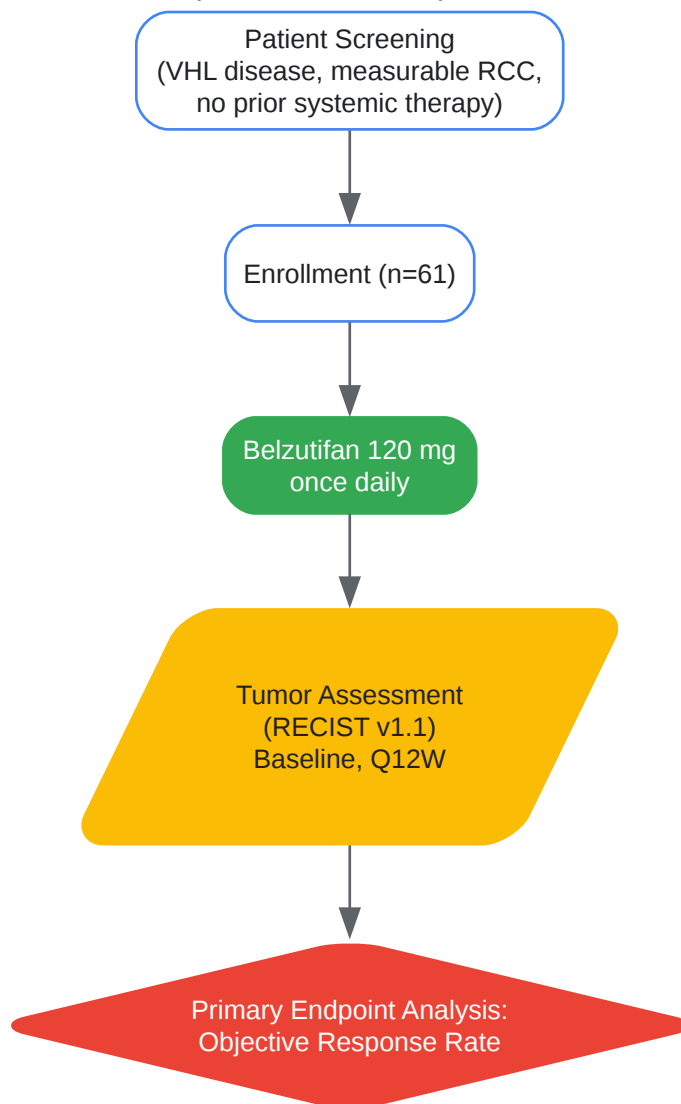 Patient Screening
(VHL disease, measurable RCC,
no prior systemic therapy)
Enrollment (n=61)
Belzutifan 120 mg
once daily
Tumor Assessment
(RECIST v1.1)
Baseline, Q12W
Primary Endpoint Analysis:
Objective Response Rate